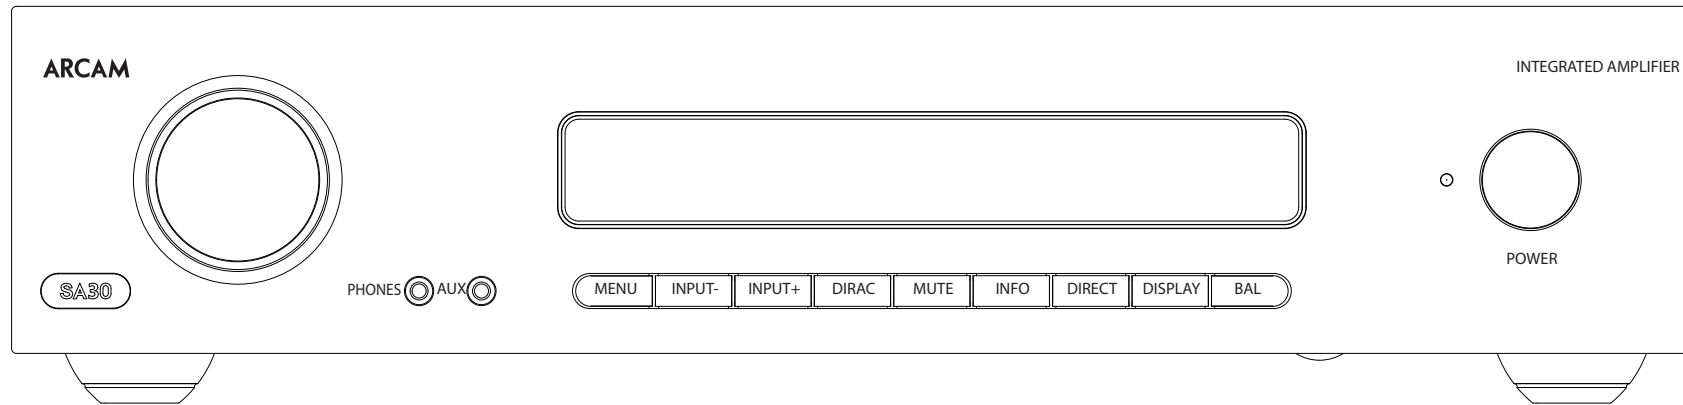 ARCAM
INTEGRATED AMPLIFIER
POWER
SA30
PHONES AUX
MENU INPUT- INPUT+ DIRAC MUTE INFO DIRECT DISPLAY BAL